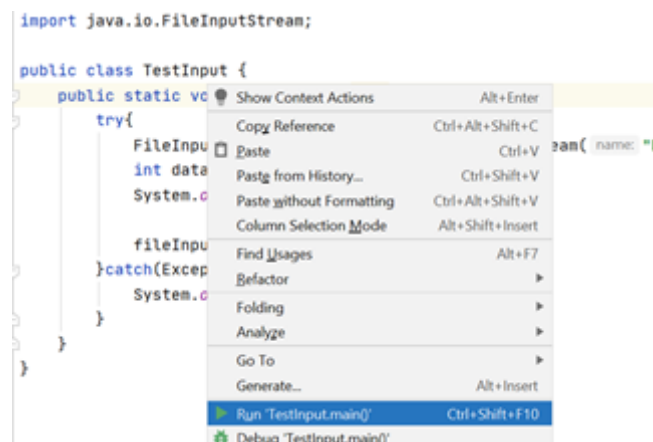 import java.io.FileInputStream;
public class TestInput {
public static vo
Show Context Actions Alt+Enter
Copy Reference Ctrl+Alt+Shift+C
try{
FileInpu
eam( name: "
Paste Ctrl+V
int data
Paste from History... Ctrl+Shift+V
System.o
Paste without Formatting Ctrl+Alt+Shift+V
Column Selection Mode Alt+Shift+Insert
fileInpu
Find Usages Alt+F7
}catch(Excep
Refactor
System.o
Folding
}
Analyze
}
Go To
}
Generate... Alt+Insert
Run 'TestInput.main()' Ctrl+Shift+F10
Debug 'TestInput.main()'